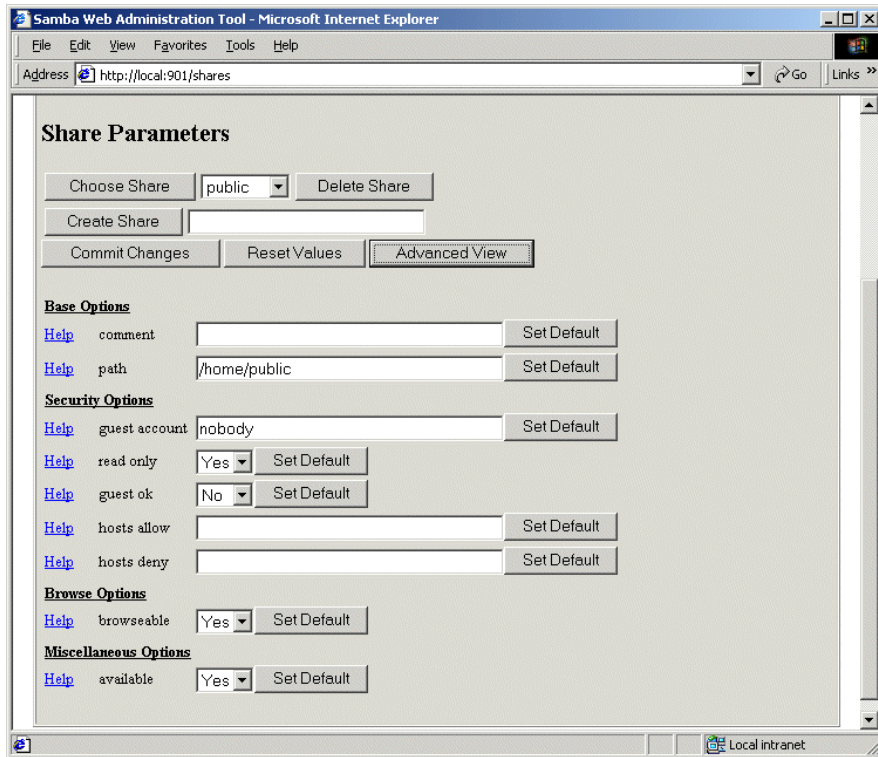 Samba Web Administration Tool - Microsoft Internet Explorer
File Edit View Favorites Tools Help
Address http://local:901/shares Go Links »
Share Parameters
Choose Share public Delete Share
Create Share
Commit Changes Reset Values Advanced View
Base Options
Help comment Set Default
Help path /home/public Set Default
Security Options
Help guest account nobody Set Default
Help read only Yes Set Default
Help guest ok No Set Default
Help hosts allow Set Default
Help hosts deny Set Default
Browse Options
Help browseable Yes Set Default
Miscellaneous Options
Help available Yes Set Default
Local intranet